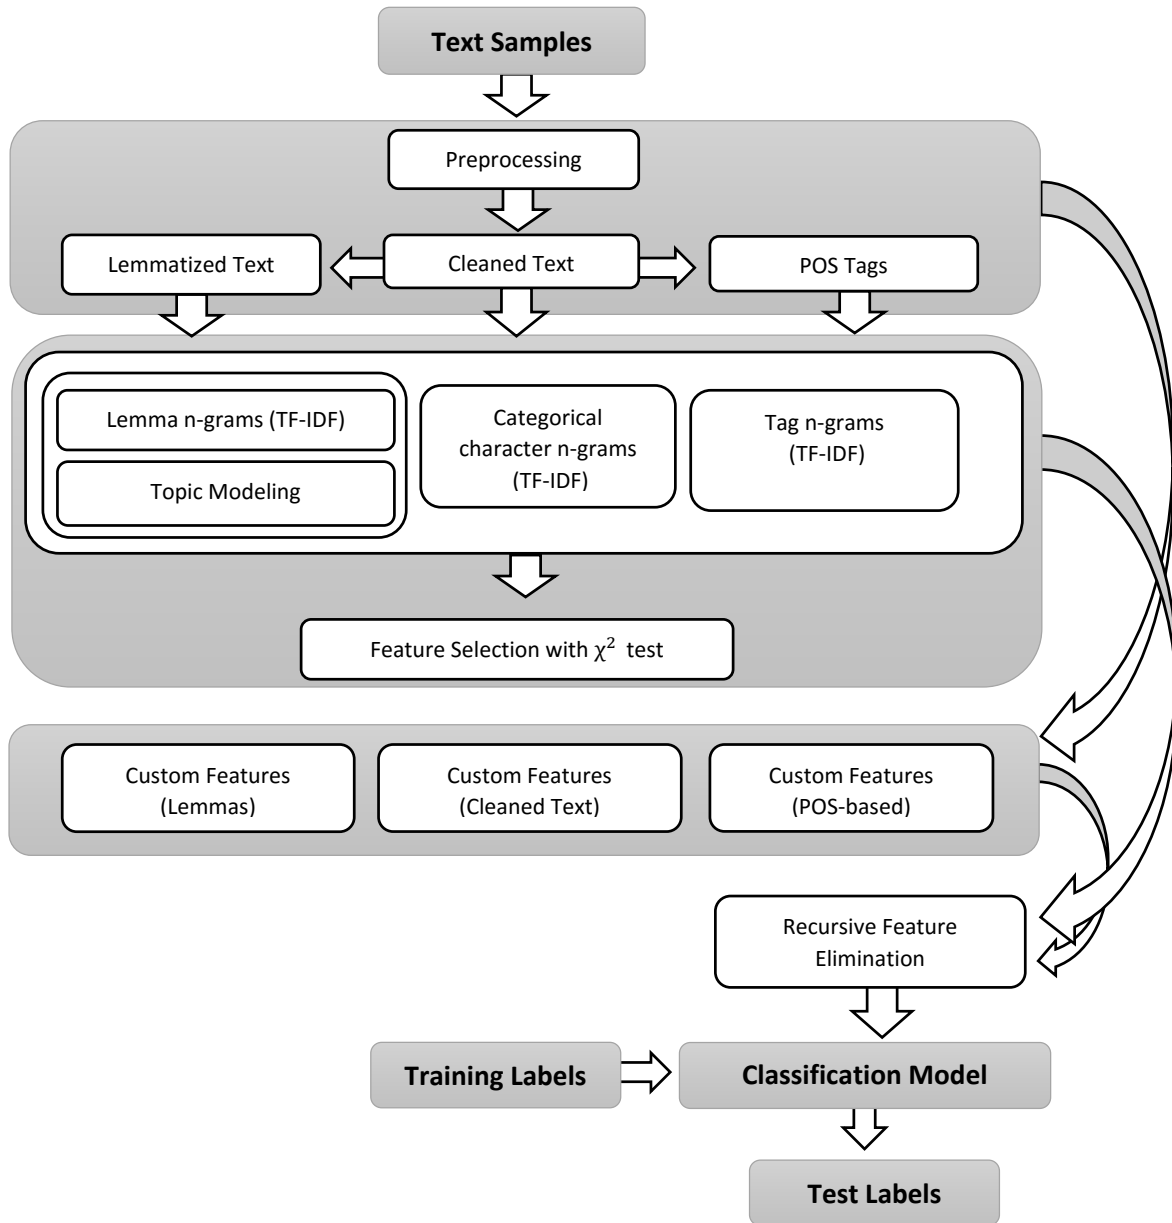 Text Samples
Preprocessing
Lemmatized Text
Cleaned Text
POS Tags
Lemma n-grams (TF-IDF)
Topic Modeling
Categorical
character n-grams
(TF-IDF)
Tag n-grams
(TF-IDF)
Feature Selection with χ² test
Custom Features
(Lemmas)
Custom Features
(Cleaned Text)
Custom Features
(POS-based)
Recursive Feature
Elimination
Training Labels
Classification Model
Test Labels